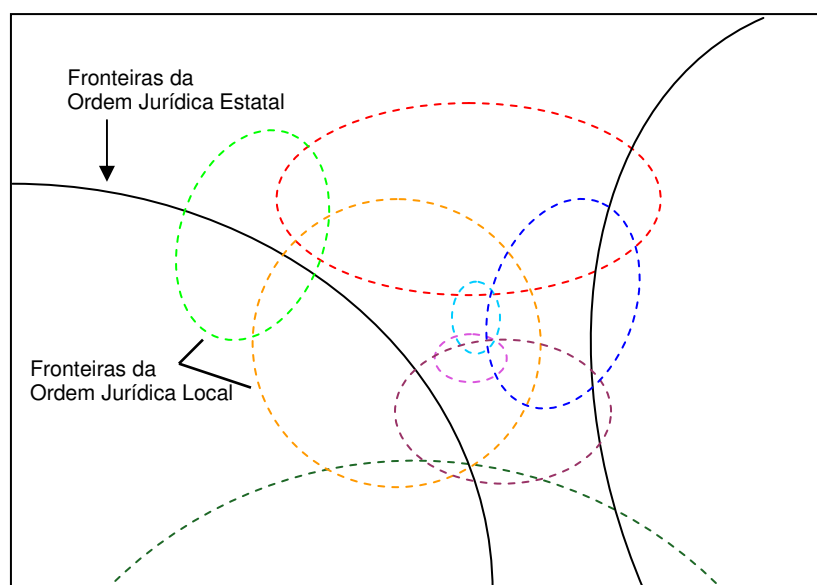 Fronteiras da
Ordem Jurídica Estatal
Fronteiras da
Ordem Jurídica Local